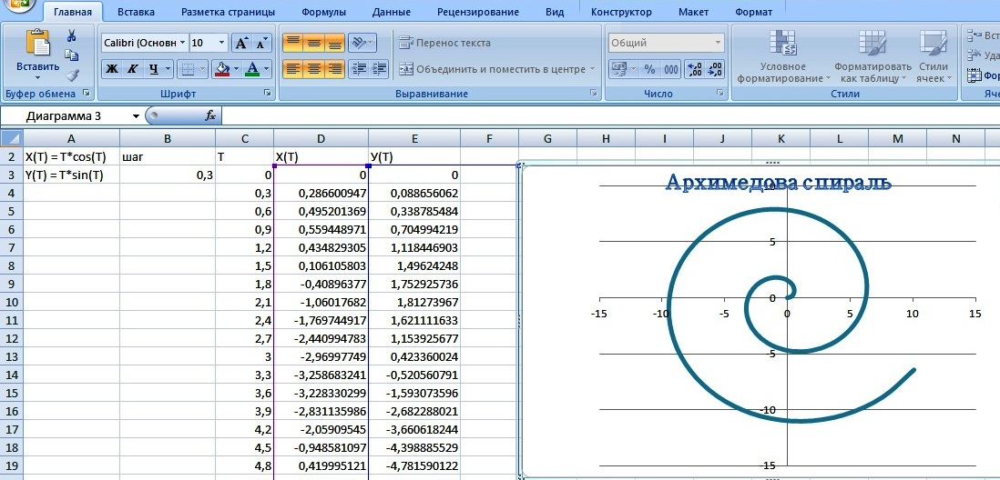 Главная Вставка Разметка страницы Формулы Данные Рецензирование Вид Конструктор Макет Формат
Calibri (Основн 10 A A Перенос текста Общий
Вставить Ж К Ч А Объединить и поместить в центре % 000 ,00 ,00 Условное форматирование Форматировать как таблицу Стили ячеек
Буфер обмена Шрифт Выравнивание Число Стили
Диаграмма 3 fx
A B C D E F G H I J K L M N
2 X(T) = T*cos(T) шаг T X(T) У(T)
3 Y(T) = T*sin(T) 0,3 0 0 0
4 0,3 0,286600947 0,088656062
5 0,6 0,495201369 0,338785484
6 0,9 0,559448971 0,704994219
7 1,2 0,434829305 1,118446903
8 1,5 0,106105803 1,49624248
9 1,8 -0,40896377 1,752925736
10 2,1 -1,06017682 1,81273967
11 2,4 -1,769744917 1,621111633
12 2,7 -2,440994783 1,153925677
13 3 -2,96997749 0,423360024
14 3,3 -3,258683241 -0,520560791
15 3,6 -3,228330299 -1,593073596
16 3,9 -2,831135986 -2,682288021
17 4,2 -2,05909545 -3,660618244
18 4,5 -0,948581097 -4,398885529
19 4,8 0,419995121 -4,781590122
Архимедова спираль
10
5
0
-15 -10 -5 0 5 10 15
-5
-10
-15